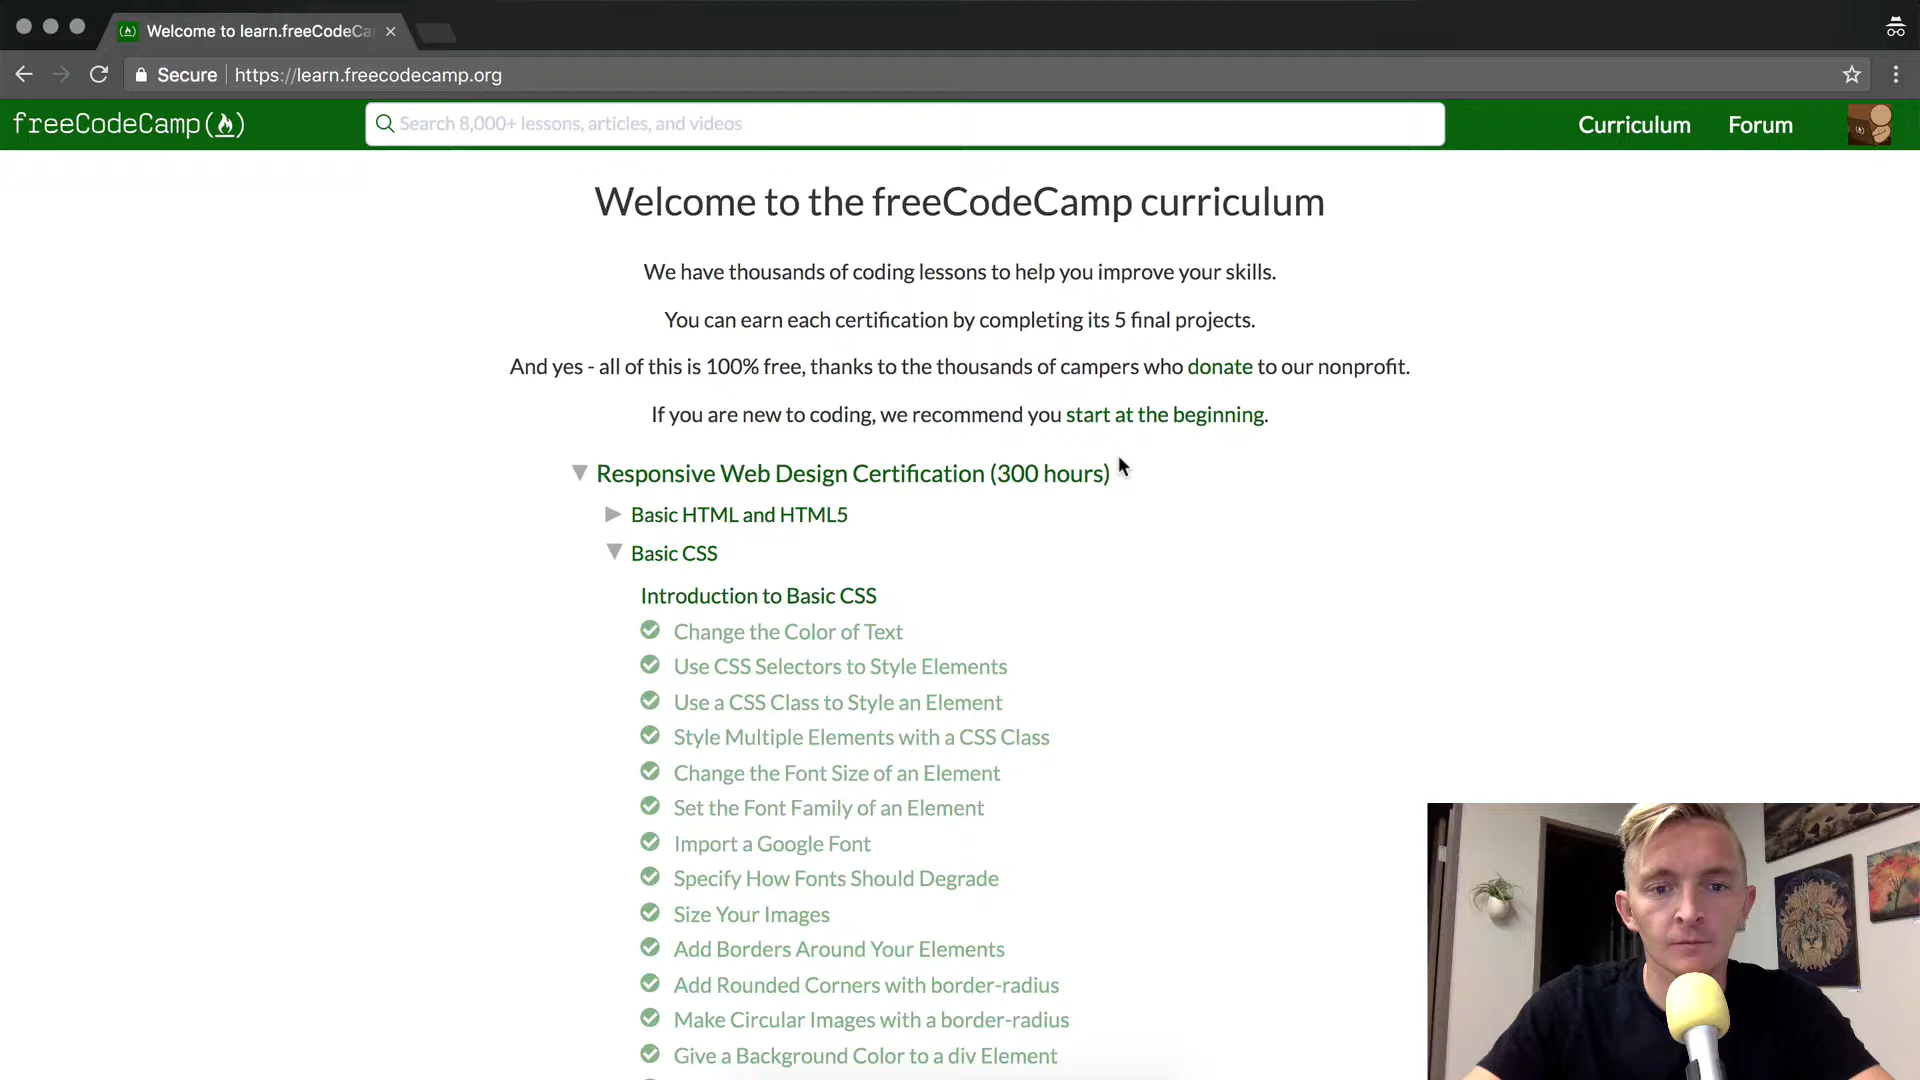 Welcome to learn.freeCodeCa
Secure https://learn.freecodecamp.org
freeCodeCamp
Search 8,000+ lessons, articles, and videos
Curriculum
Forum
Welcome to the freeCodeCamp curriculum
We have thousands of coding lessons to help you improve your skills.
You can earn each certification by completing its 5 final projects.
And yes - all of this is 100% free, thanks to the thousands of campers who donate to our nonprofit.
If you are new to coding, we recommend you start at the beginning.
Responsive Web Design Certification (300 hours)
Basic HTML and HTML5
Basic CSS
Introduction to Basic CSS
Change the Color of Text
Use CSS Selectors to Style Elements
Use a CSS Class to Style an Element
Style Multiple Elements with a CSS Class
Change the Font Size of an Element
Set the Font Family of an Element
Import a Google Font
Specify How Fonts Should Degrade
Size Your Images
Add Borders Around Your Elements
Add Rounded Corners with border-radius
Make Circular Images with a border-radius
Give a Background Color to a div Element